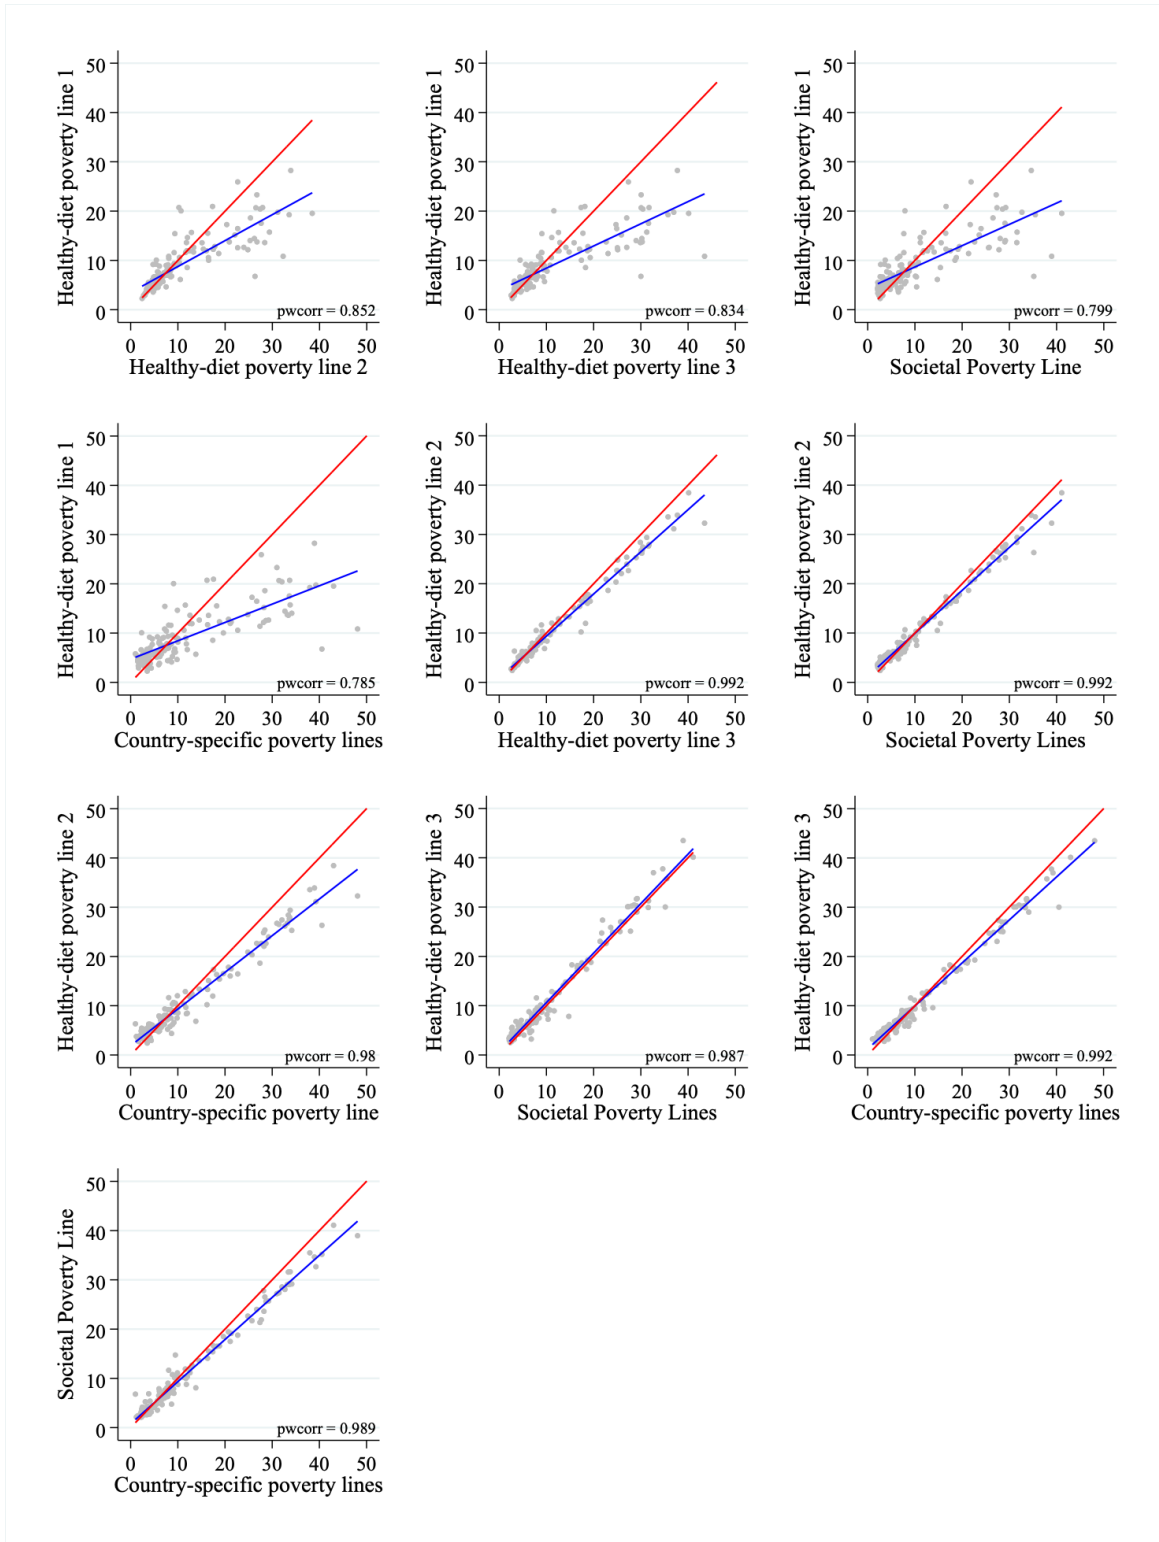 Healthy-diet poverty line 1
50
40
30
20
10
0
pwcorr = 0.852
0 10 20 30 40 50
Healthy-diet poverty line 2
Healthy-diet poverty line 1
50
40
30
20
10
0
pwcorr = 0.834
0 10 20 30 40 50
Healthy-diet poverty line 3
Healthy-diet poverty line 1
50
40
30
20
10
0
pwcorr = 0.799
0 10 20 30 40 50
Societal Poverty Line
Healthy-diet poverty line 1
50
40
30
20
10
0
pwcorr = 0.785
0 10 20 30 40 50
Country-specific poverty lines
Healthy-diet poverty line 2
50
40
30
20
10
0
pwcorr = 0.992
0 10 20 30 40 50
Healthy-diet poverty line 3
Healthy-diet poverty line 2
50
40
30
20
10
0
pwcorr = 0.992
0 10 20 30 40 50
Societal Poverty Lines
Healthy-diet poverty line 2
50
40
30
20
10
0
pwcorr = 0.98
0 10 20 30 40 50
Country-specific poverty line
Healthy-diet poverty line 3
50
40
30
20
10
0
pwcorr = 0.987
0 10 20 30 40 50
Societal Poverty Lines
Healthy-diet poverty line 3
50
40
30
20
10
0
pwcorr = 0.992
0 10 20 30 40 50
Country-specific poverty lines
Societal Poverty Line
50
40
30
20
10
0
pwcorr = 0.989
0 10 20 30 40 50
Country-specific poverty lines